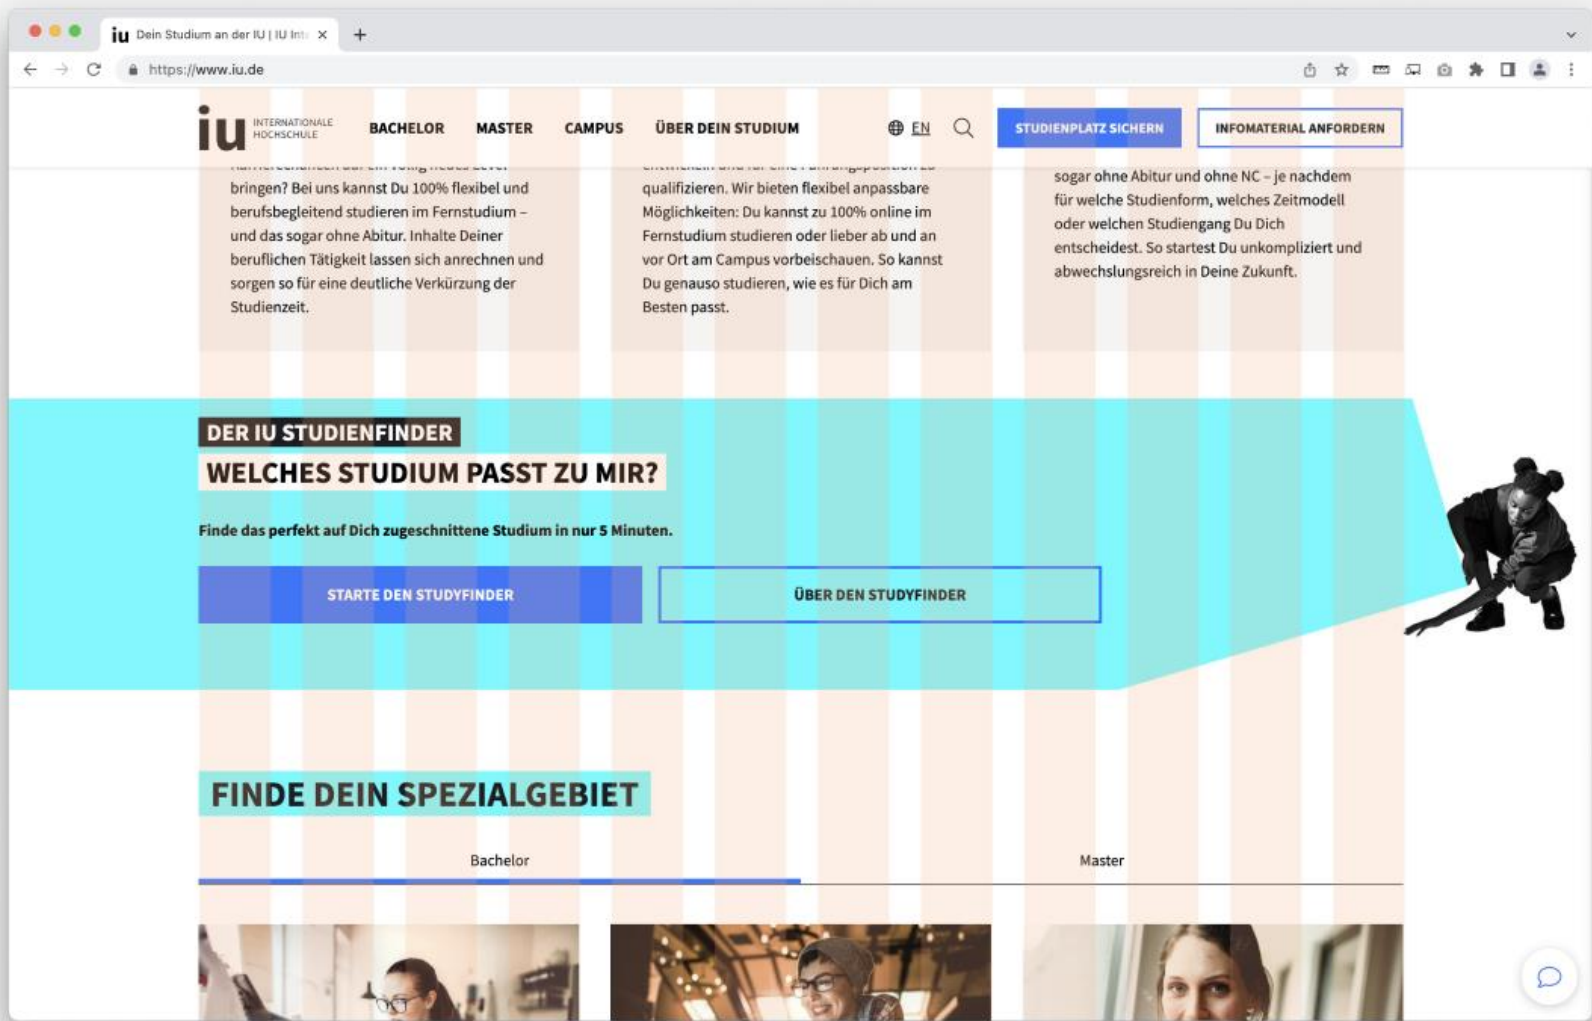 iu Dein Studium an der IU | IU Int
https://www.iu.de
iu INTERNATIONALE HOCHSCHULE
BACHELOR MASTER CAMPUS ÜBER DEIN STUDIUM EN STUDIENPLATZ SICHERN INFOMATERIAL ANFORDERN
bringen? Bei uns kannst Du 100% flexibel und
berufsbegleitend studieren im Fernstudium –
und das sogar ohne Abitur. Inhalte Deiner
beruflichen Tätigkeit lassen sich anrechnen und
sorgen so für eine deutliche Verkürzung der
Studienzeit.
qualifizieren. Wir bieten flexibel anpassbare
Möglichkeiten: Du kannst zu 100% online im
Fernstudium studieren oder lieber ab und an
vor Ort am Campus vorbeischauen. So kannst
Du genauso studieren, wie es für Dich am
Besten passt.
sogar ohne Abitur und ohne NC – je nachdem
für welche Studienform, welches Zeitmodell
oder welchen Studiengang Du Dich
entscheidest. So startest Du unkompliziert und
abwechslungsreich in Deine Zukunft.
DER IU STUDIENFINDER
WELCHES STUDIUM PASST ZU MIR?
Finde das perfekt auf Dich zugeschnittene Studium in nur 5 Minuten.
STARTE DEN STUDYFINDER
ÜBER DEN STUDYFINDER
FINDE DEIN SPEZIALGEBIET
Bachelor
Master